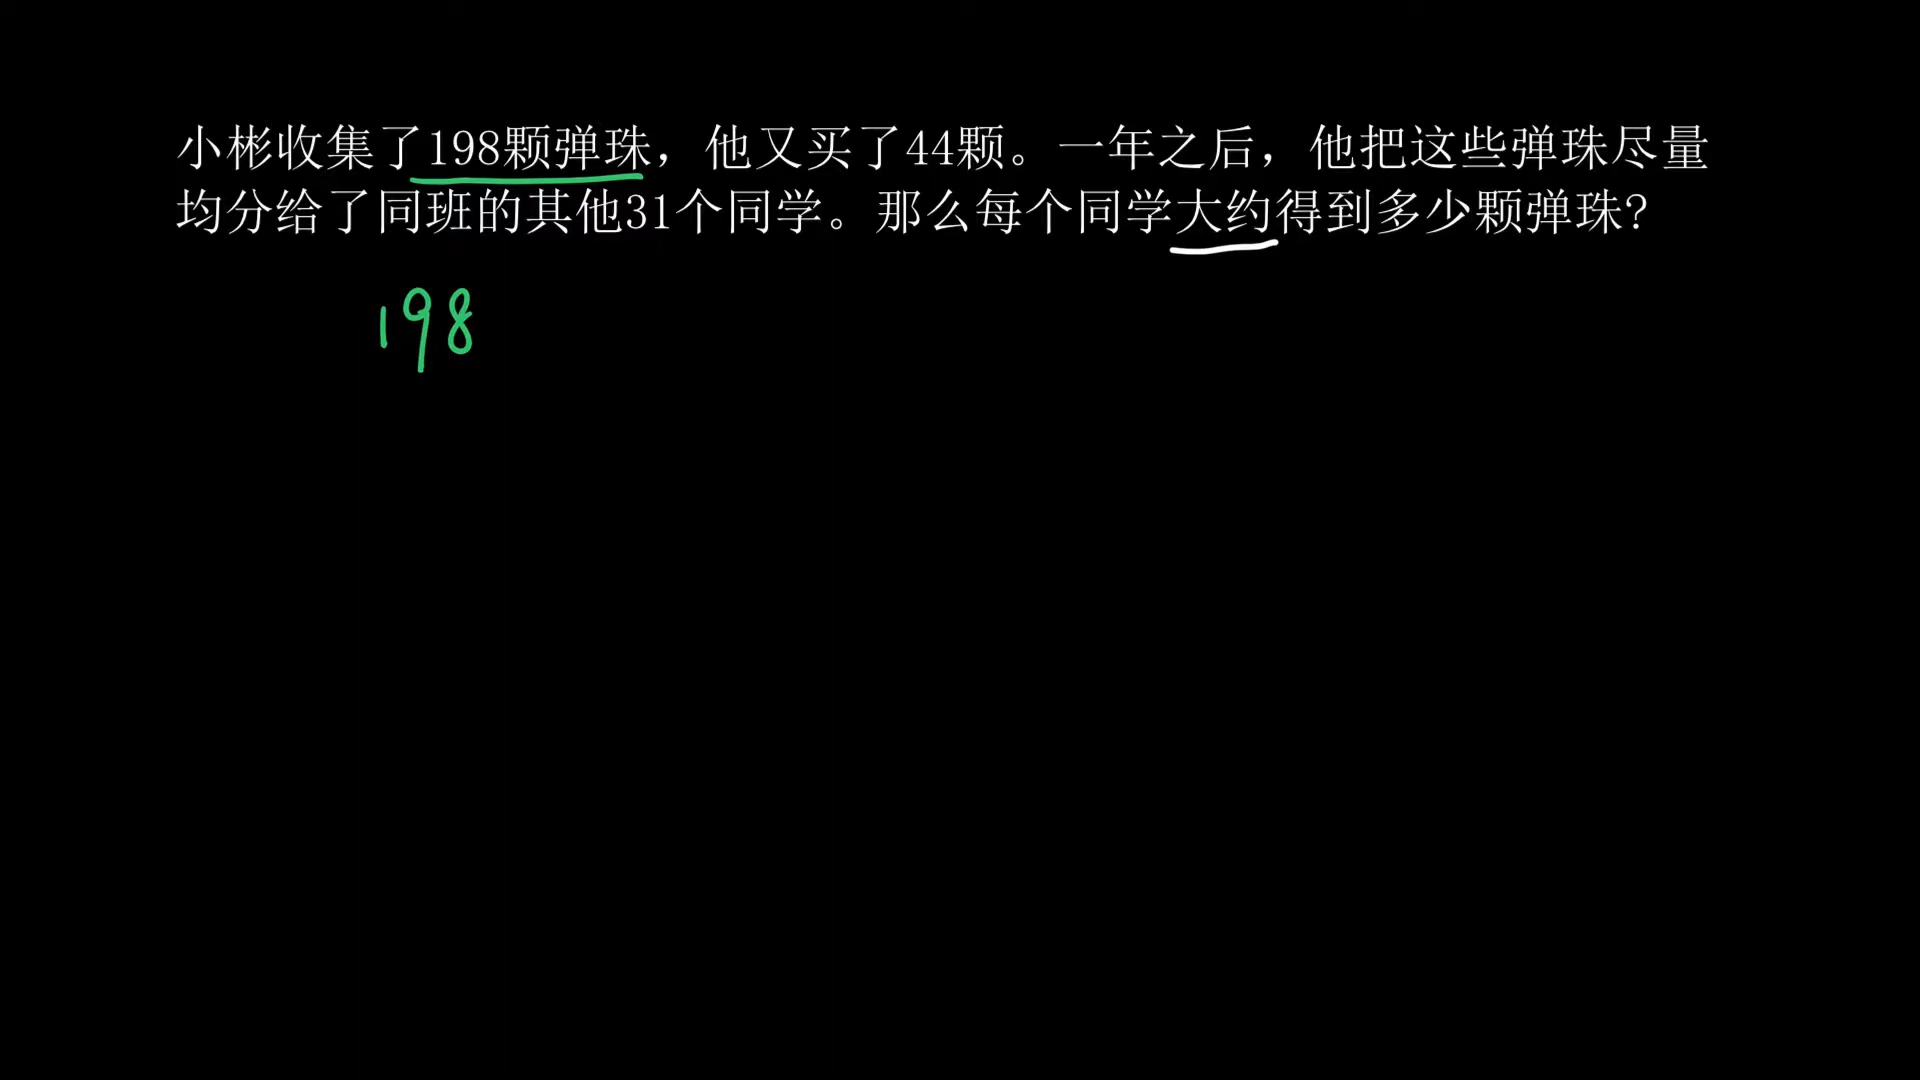 小彬收集了198颗弹珠，他又买了44颗。一年之后，他把这些弹珠尽量
均分给了同班的其他31个同学。那么每个同学大约得到多少颗弹珠?
198